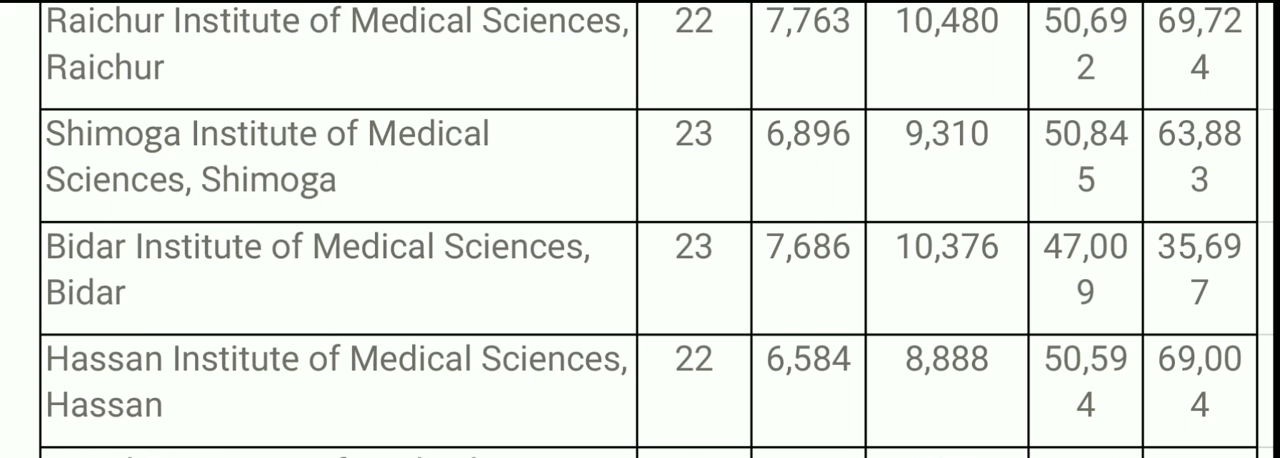 Raichur Institute of Medical Sciences, 22 7,763 10,480 50,69 69,72
Raichur 2 4
Shimoga Institute of Medical 23 6,896 9,310 50,84 63,88
Sciences, Shimoga 5 3
Bidar Institute of Medical Sciences, 23 7,686 10,376 47,00 35,69
Bidar 9 7
Hassan Institute of Medical Sciences, 22 6,584 8,888 50,59 69,00
Hassan 4 4